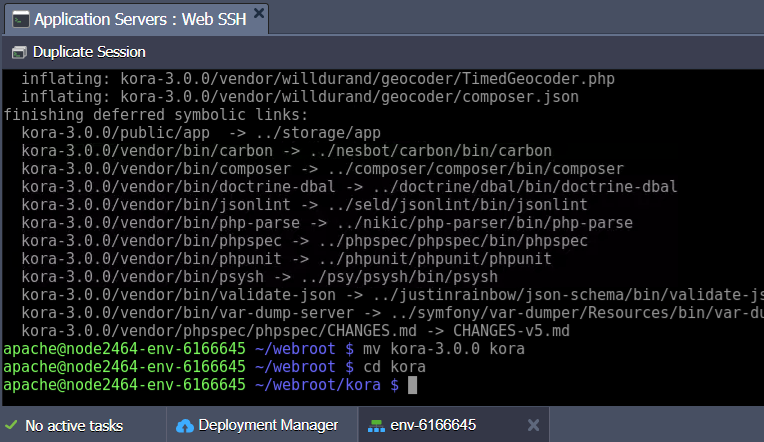 Application Servers : Web SSH
Duplicate Session
inflating: kora-3.0.0/vendor/willdurand/geocoder/TimedGeocoder.php
inflating: kora-3.0.0/vendor/willdurand/geocoder/composer.json
finishing deferred symbolic links:
kora-3.0.0/public/app -> ../storage/app
kora-3.0.0/vendor/bin/carbon -> ../nesbot/carbon/bin/carbon
kora-3.0.0/vendor/bin/composer -> ../composer/composer/bin/composer
kora-3.0.0/vendor/bin/doctrine-dbal -> ../doctrine/dbal/bin/doctrine-dbal
kora-3.0.0/vendor/bin/jsonlint -> ../seld/jsonlint/bin/jsonlint
kora-3.0.0/vendor/bin/php-parse -> ../nikic/php-parser/bin/php-parse
kora-3.0.0/vendor/bin/phpspec -> ../phpspec/phpspec/bin/phpspec
kora-3.0.0/vendor/bin/phpunit -> ../phpunit/phpunit/phpunit
kora-3.0.0/vendor/bin/psysh -> ../psy/psysh/bin/psysh
kora-3.0.0/vendor/bin/validate-json -> ../justinrainbow/json-schema/bin/validate-js
kora-3.0.0/vendor/bin/var-dump-server -> ../symfony/var-dumper/Resources/bin/var-du
kora-3.0.0/vendor/phpspec/phpspec/CHANGES.md -> CHANGES-v5.md
apache@node2464-env-6166645 ~/webroot $ mv kora-3.0.0 kora
apache@node2464-env-6166645 ~/webroot $ cd kora
apache@node2464-env-6166645 ~/webroot/kora $
No active tasks
Deployment Manager
env-6166645